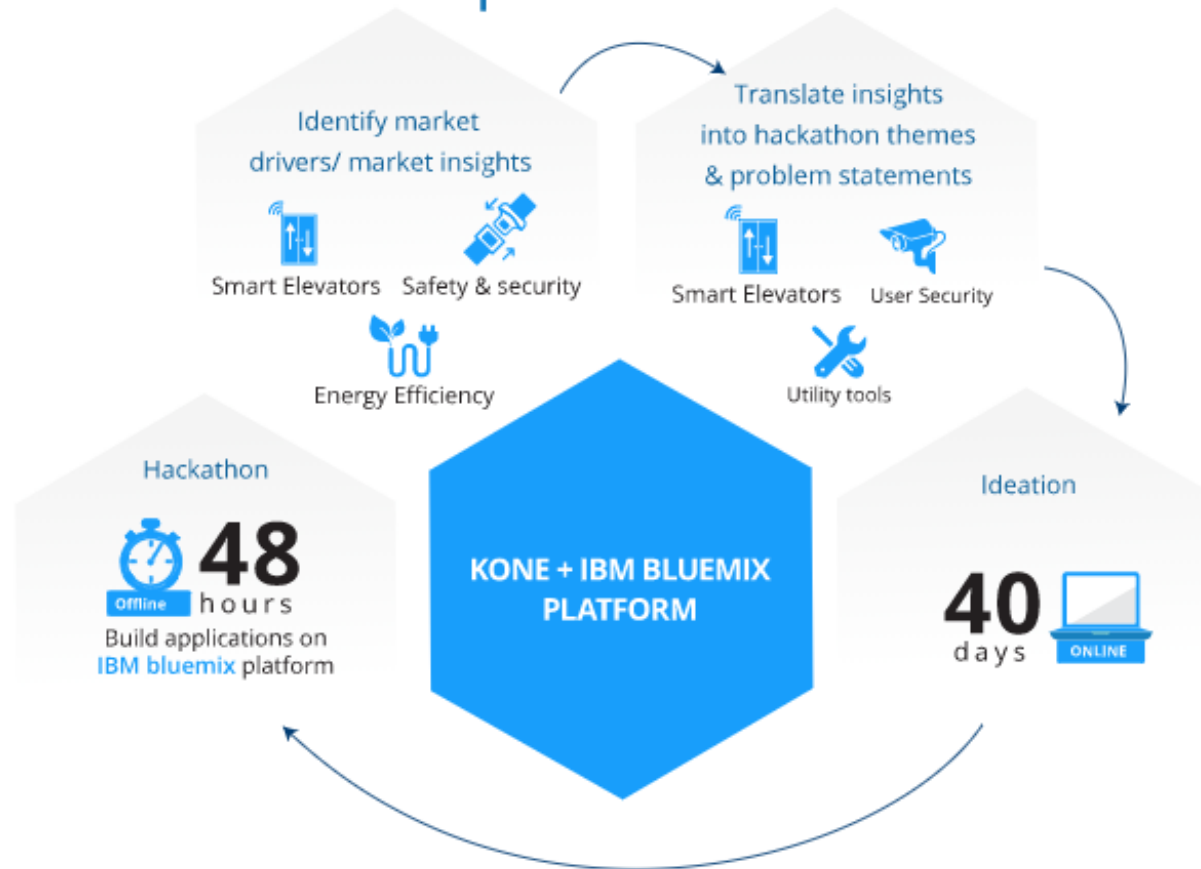 Identify market
drivers/ market insights
Smart Elevators
Safety & security
Energy Efficiency
Translate insights
into hackathon themes
& problem statements
Smart Elevators
User Security
Utility tools
Ideation
40
days
ONLINE
Hackathon
48
Offline
hours
Build applications on
IBM bluemix platform
KONE + IBM BLUEMIX
PLATFORM